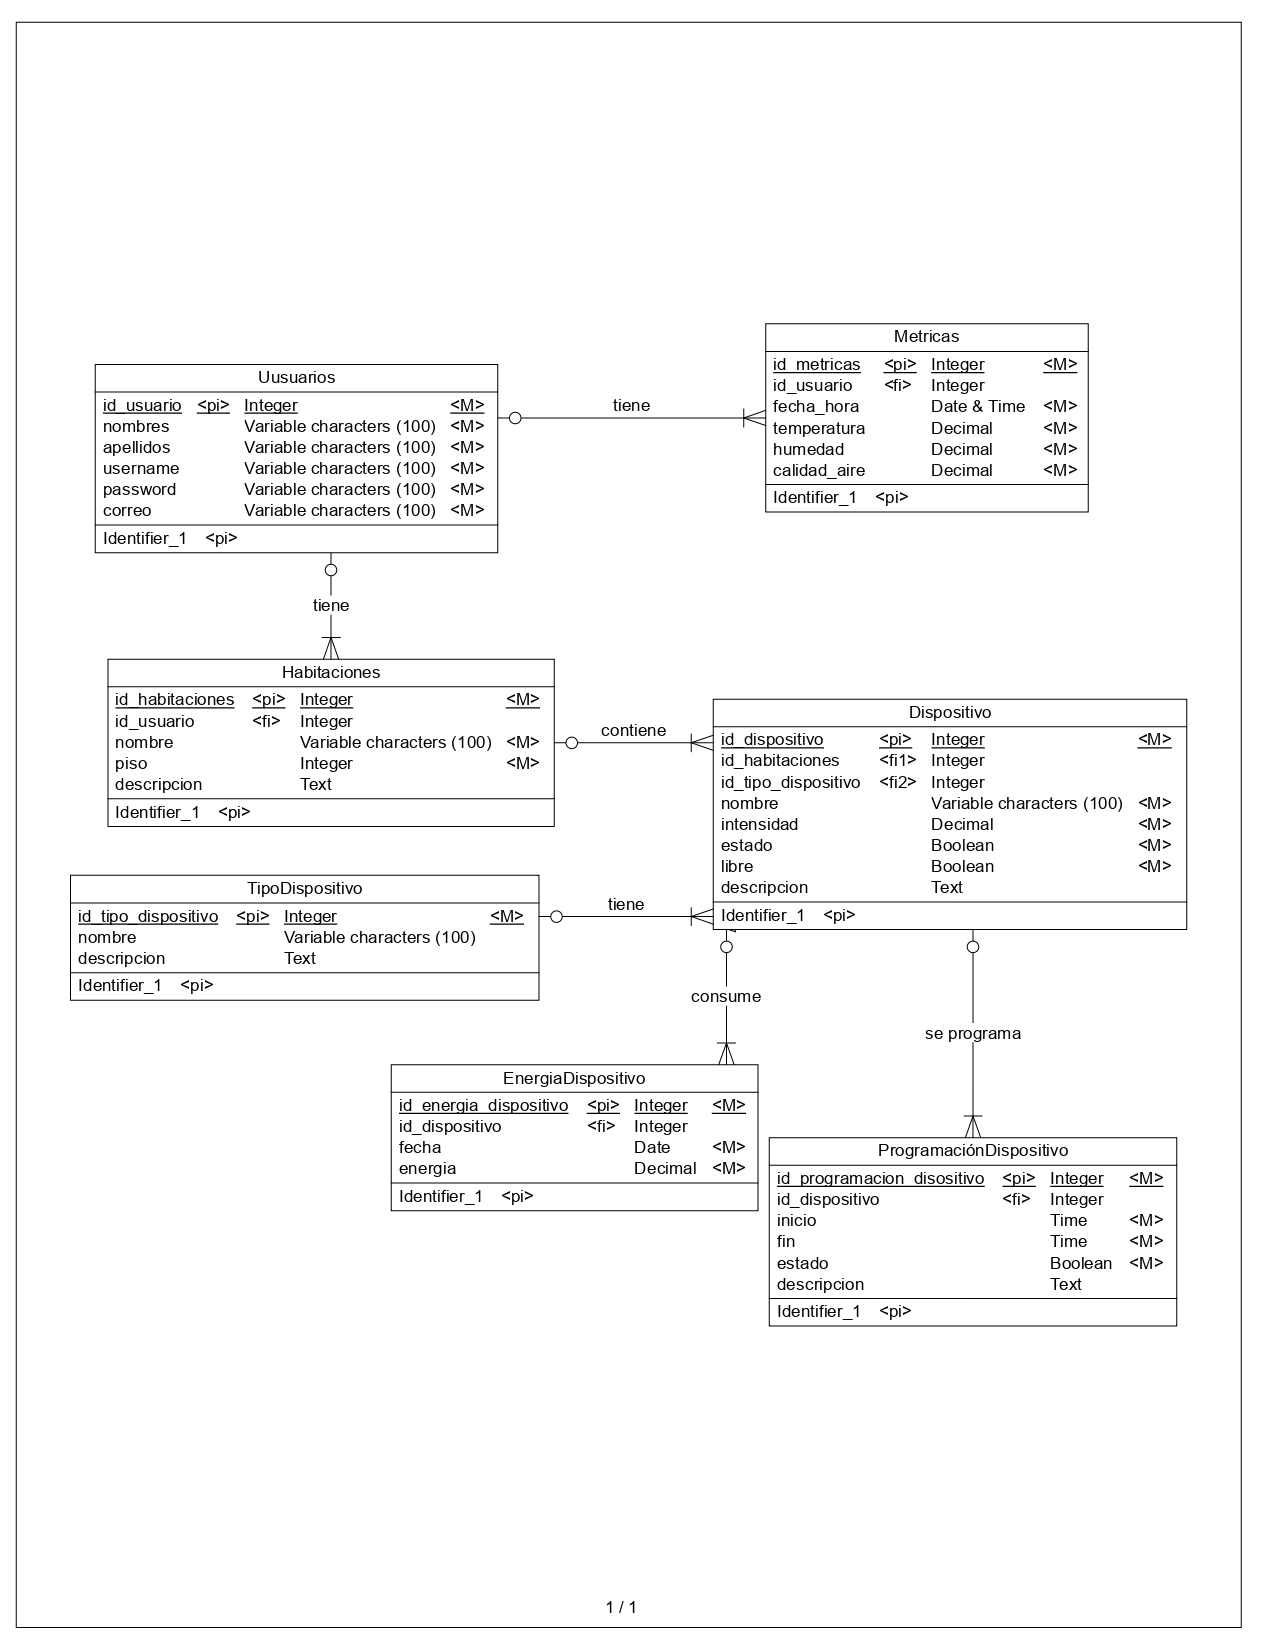 Metricas
id_metricas <pi> Integer <M>
id_usuario <fi> Integer
fecha_hora Date & Time <M>
temperatura Decimal <M>
humedad Decimal <M>
calidad_aire Decimal <M>
Identifier_1 <pi>
Uusuarios
id_usuario <pi> Integer <M>
nombres Variable characters (100) <M>
apellidos Variable characters (100) <M>
username Variable characters (100) <M>
password Variable characters (100) <M>
correo Variable characters (100) <M>
Identifier_1 <pi>
tiene
tiene
Habitaciones
id_habitaciones <pi> Integer <M>
id_usuario <fi> Integer
nombre Variable characters (100) <M>
piso Integer <M>
descripcion Text
Identifier_1 <pi>
contiene
Dispositivo
id_dispositivo <pi> Integer <M>
id_habitaciones <fi1> Integer
id_tipo_dispositivo <fi2> Integer
nombre Variable characters (100) <M>
intensidad Decimal <M>
estado Boolean <M>
libre Boolean <M>
descripcion Text
Identifier_1 <pi>
TipoDispositivo
id_tipo_dispositivo <pi> Integer <M>
nombre Variable characters (100)
descripcion Text
Identifier_1 <pi>
tiene
consume
se programa
EnergiaDispositivo
id_energia_dispositivo <pi> Integer <M>
id_dispositivo <fi> Integer
fecha Date <M>
energia Decimal <M>
Identifier_1 <pi>
ProgramaciónDispositivo
id_programacion_disositivo <pi> Integer <M>
id_dispositivo <fi> Integer
inicio Time <M>
fin Time <M>
estado Boolean <M>
descripcion Text
Identifier_1 <pi>
1 / 1